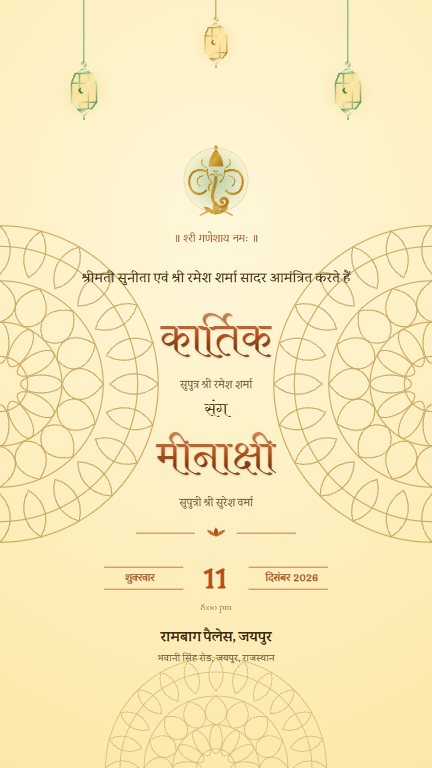 ॥ श्री गणेशाय नमः ॥
श्रीमती सुनीता एवं श्री रमेश शर्मा सादर आमंत्रित करते हैं
कार्तिक
सुपुत्र श्री रमेश शर्मा
संग
मीनाक्षी
सुपुत्री श्री सुरेश वर्मा
शुक्रवार 11 दिसंबर 2026
8:00 pm
रामबाग पैलेस, जयपुर
भवानी सिंह रोड, जयपुर, राजस्थान